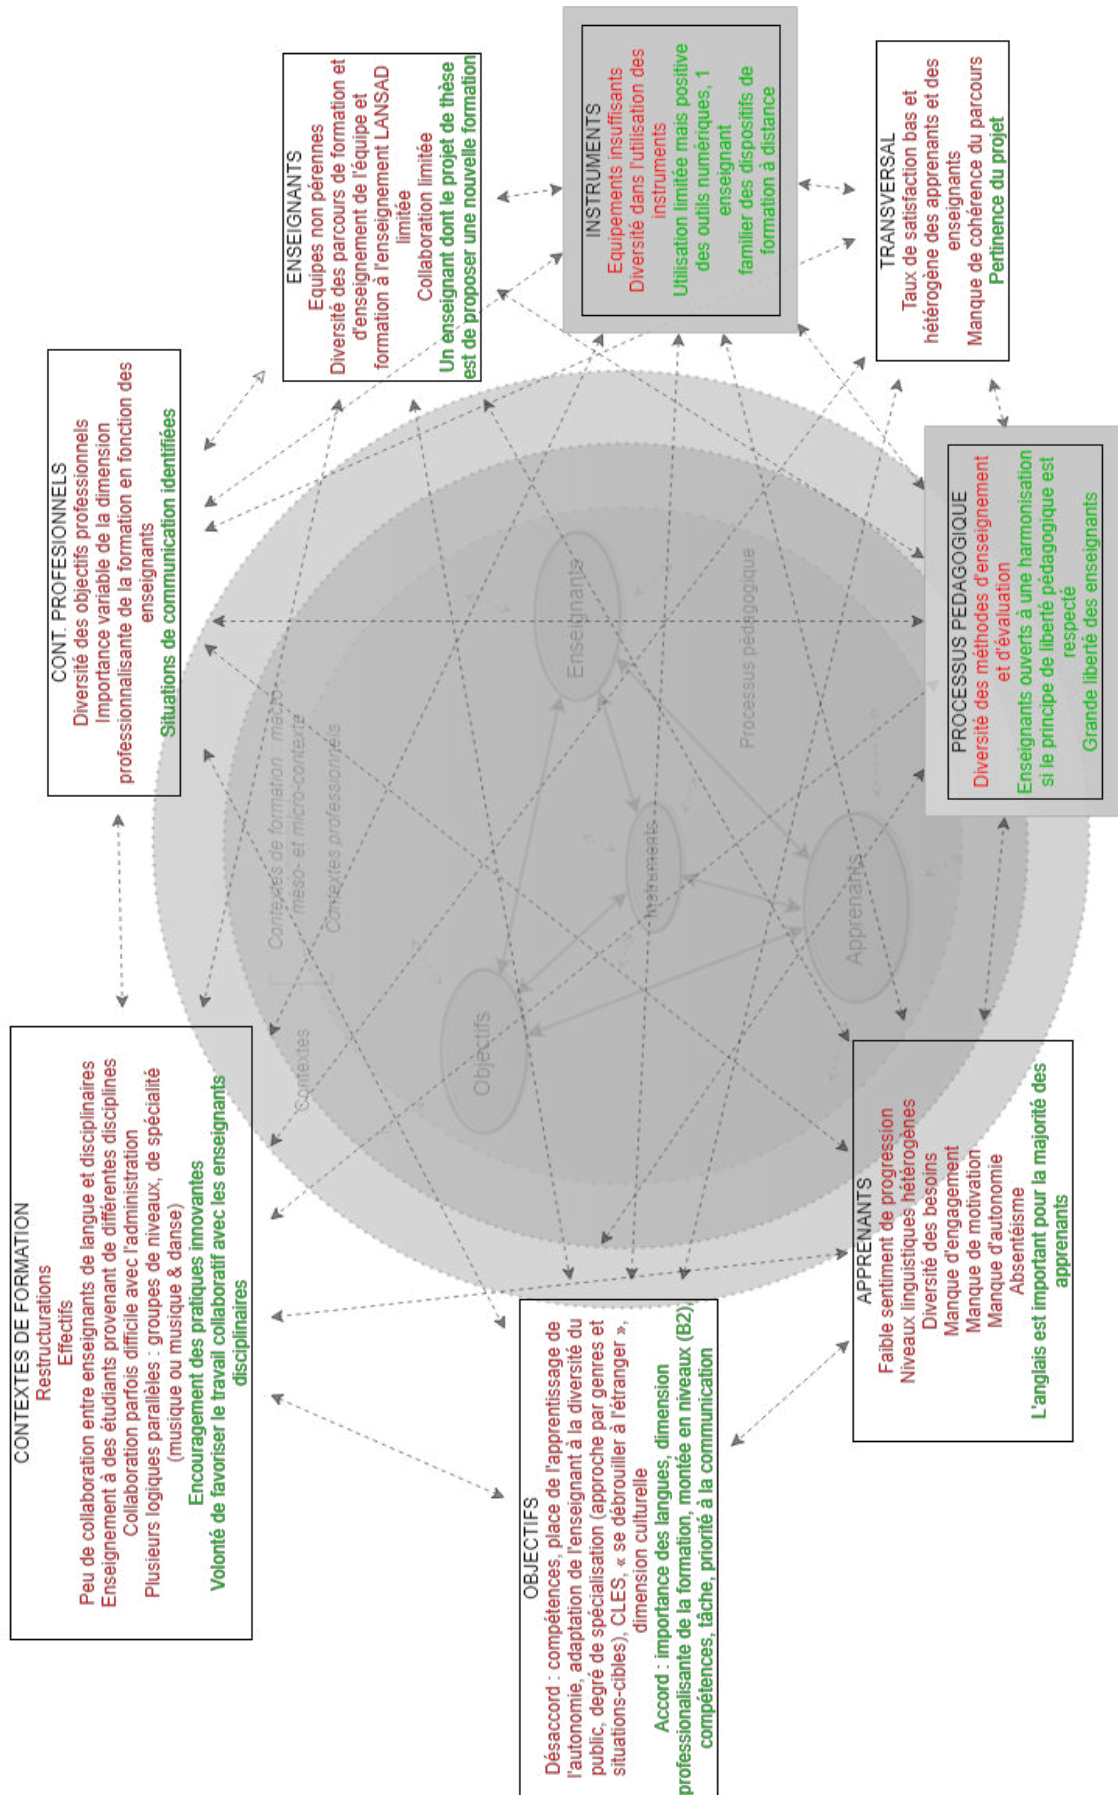 CONTEXTES DE FORMATION
Restructurations
Effectifs
Peu de collaboration entre enseignants de langue et disciplinaires
Enseignement à des étudiants provenant de différentes disciplines
Collaboration parfois difficile avec l'administration
Plusieurs logiques parallèles : groupes de niveaux, de spécialité
(musique ou musique & danse)
Encouragement des pratiques innovantes
Volonté de favoriser le travail collaboratif avec les enseignants
disciplinaires
CONT. PROFESIONNELS
Diversité des objectifs professionnels
Importance variable de la dimension
professionnalisante de la formation en fonction des
enseignants
Situations de communication identifiées
ENSEIGNANTS
Equipes non pérennes
Diversité des parcours de formation et
d'enseignement de l'équipe et
formation à l'enseignement LANSAD
limitée
Collaboration limitée
Un enseignant dont le projet de thèse
est de proposer une nouvelle formation
OBJECTIFS
Désaccord : compétences, place de l'apprentissage de
l'autonomie, adaptation de l'enseignant à la diversité du
public, degré de spécialisation (approche par genres et
situations-cibles), CLES, « se débrouiller à l'étranger »,
dimension culturelle
Accord : importance des langues, dimension
professionalisante de la formation, montée en niveaux (B2),
compétences, tâche, priorité à la communication
Contextes
Contextes de formation macro-
méso- et micro-contexte
Contextes professionnels
Objectifs
Enseignants
Instruments
Processus pédagogique
Apprenants
INSTRUMENTS
Equipements insuffisants
Diversité dans l'utilisation des
instruments
Utilisation limitée mais positive
des outils numériques, 1
enseignant
familier des dispositifs de
formation à distance
APPRENANTS
Faible sentiment de progression
Niveaux linguistiques hétérogènes
Diversité des besoins
Manque d'engagement
Manque de motivation
Manque d'autonomie
Absentéisme
L'anglais est important pour la majorité des
apprenants
PROCESSUS PEDAGOGIQUE
Diversité des méthodes d'enseignement
et d'évaluation
Enseignants ouverts à une harmonisation
si le principe de liberté pédagogique est
respecté
Grande liberté des enseignants
TRANSVERSAL
Taux de satisfaction bas et
hétérogène des apprenants et des
enseignants
Manque de cohérence du parcours
Pertinence du projet